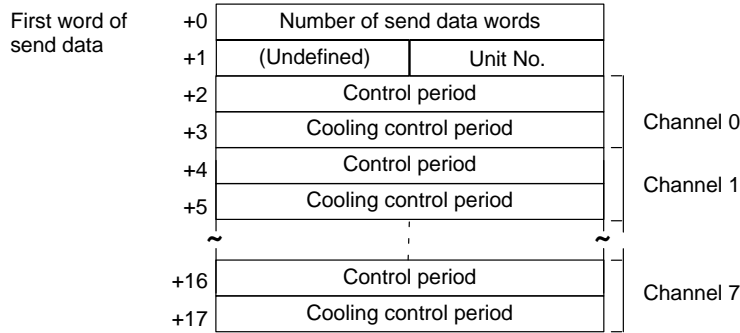 First word of send data
+0 Number of send data words
+1 (Undefined) Unit No.
+2 Control period
+3 Cooling control period
Channel 0
+4 Control period
+5 Cooling control period
Channel 1
~ ~
+16 Control period
+17 Cooling control period
Channel 7